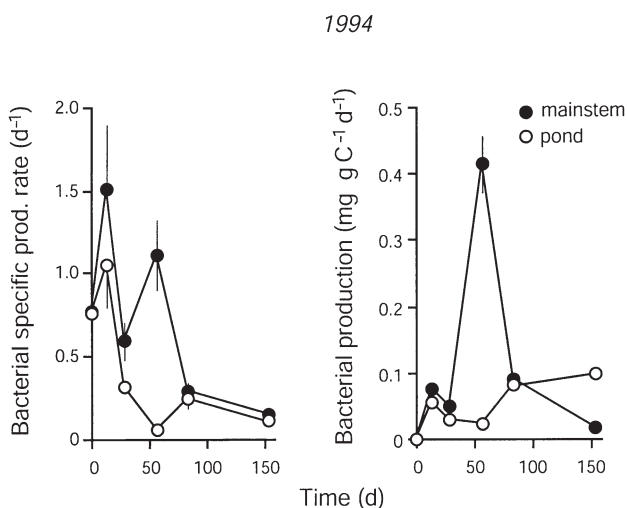 1994
Bacterial specific prod. rate (d⁻¹)
2.0
1.5
1.0
0.5
0
0 50 100 150
Bacterial production (mg g C⁻¹ d⁻¹)
0.5
0.4
0.3
0.2
0.1
0
0 50 100 150
mainstem
pond
Time (d)